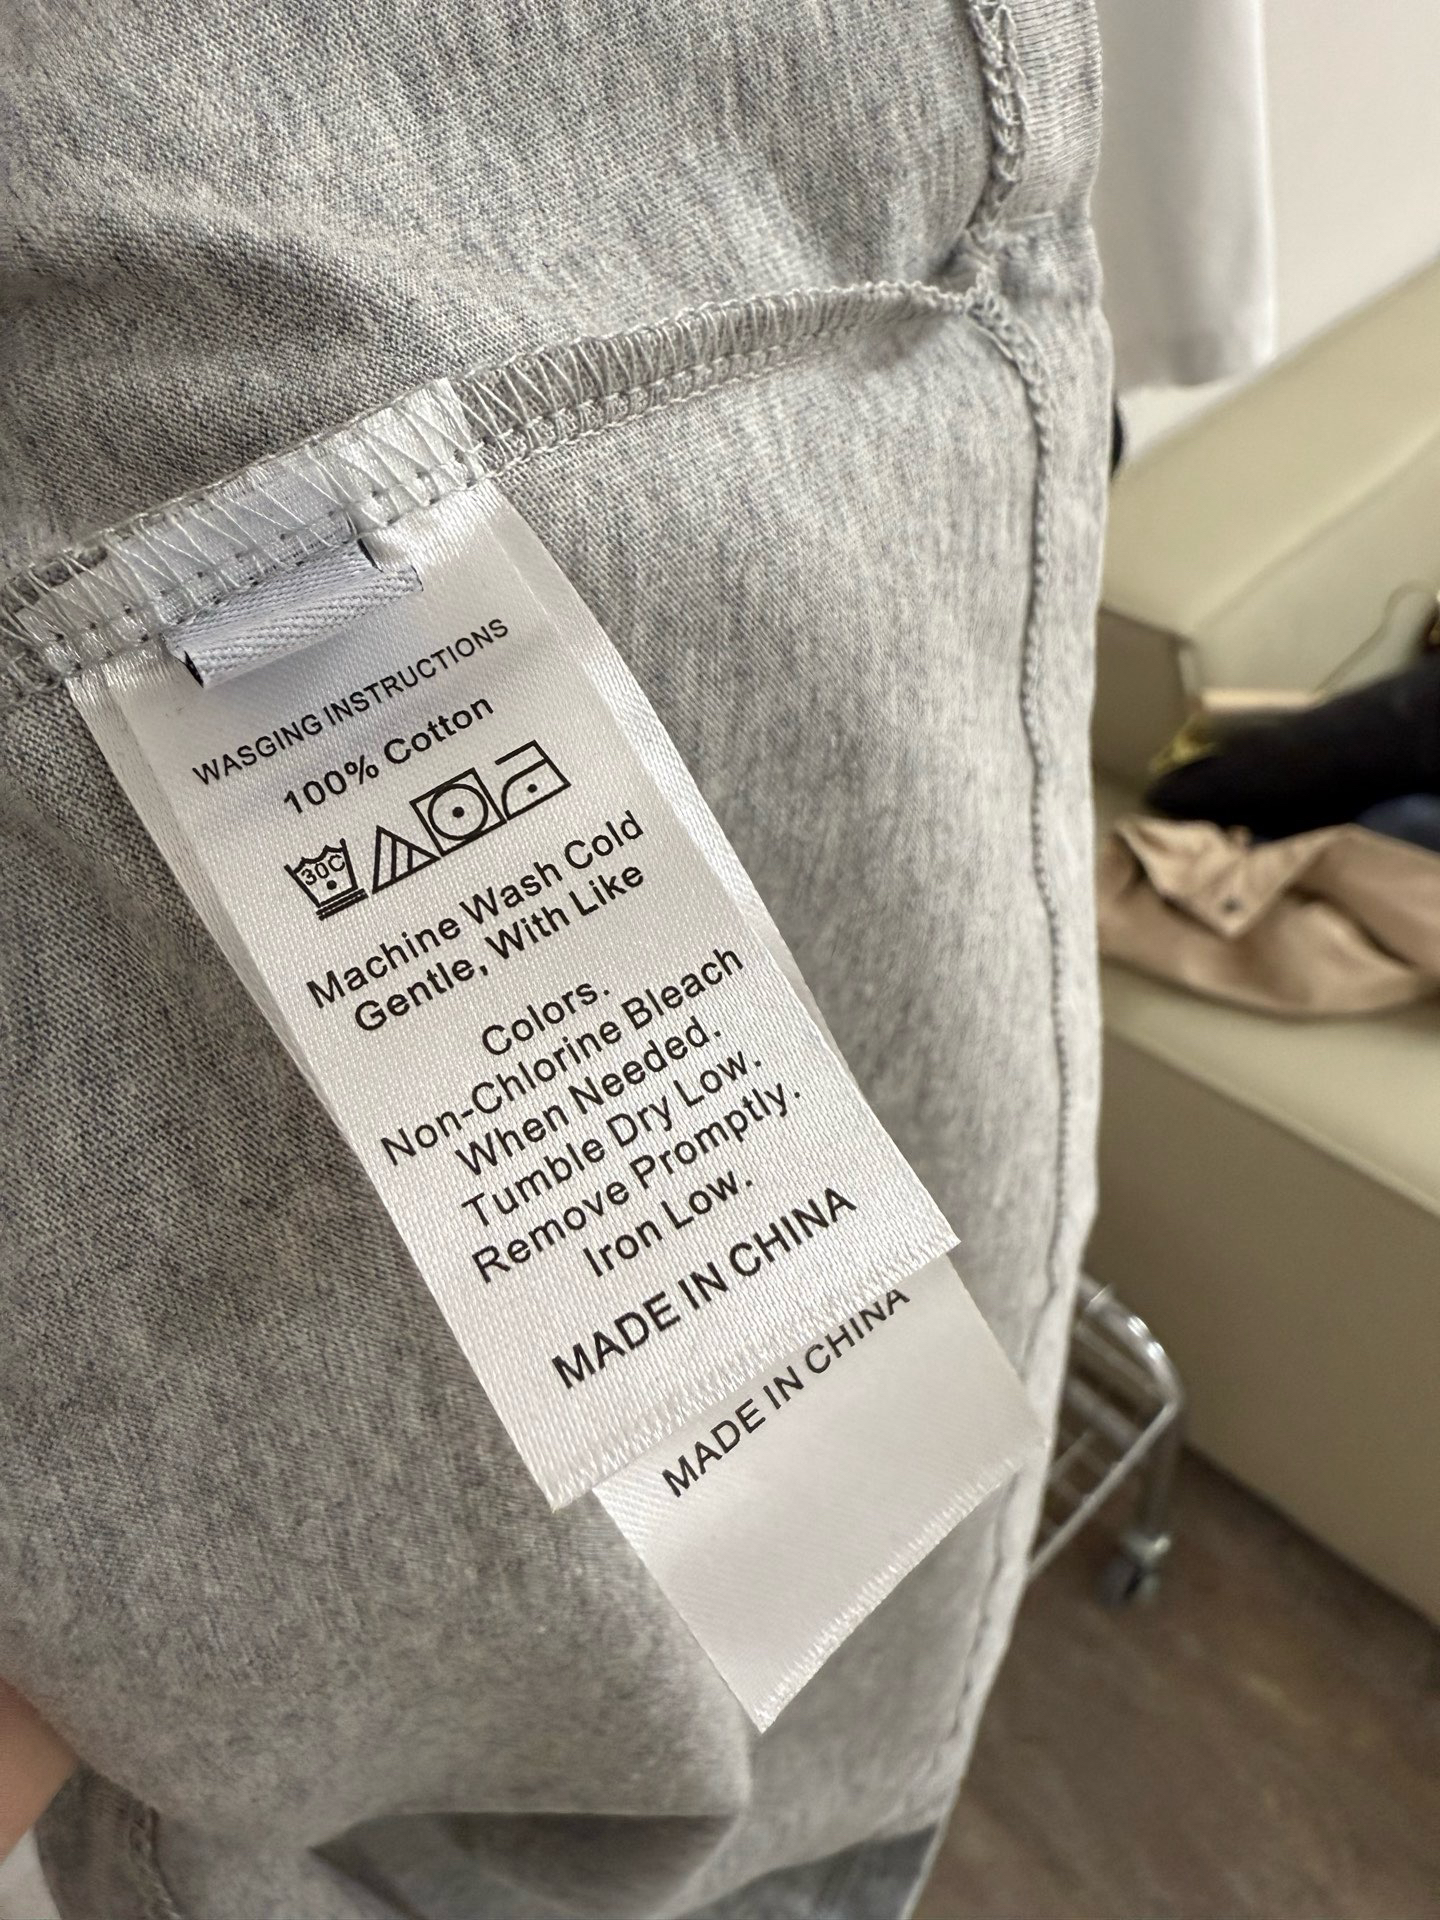 WASGING INSTRUCTIONS
100% Cotton
30C
Machine Wash Cold
Gentle, With Like
Colors.
Non-Chlorine Bleach
When Needed.
Tumble Dry Low.
Remove Promptly.
Iron Low.
MADE IN CHINA
MADE IN CHINA